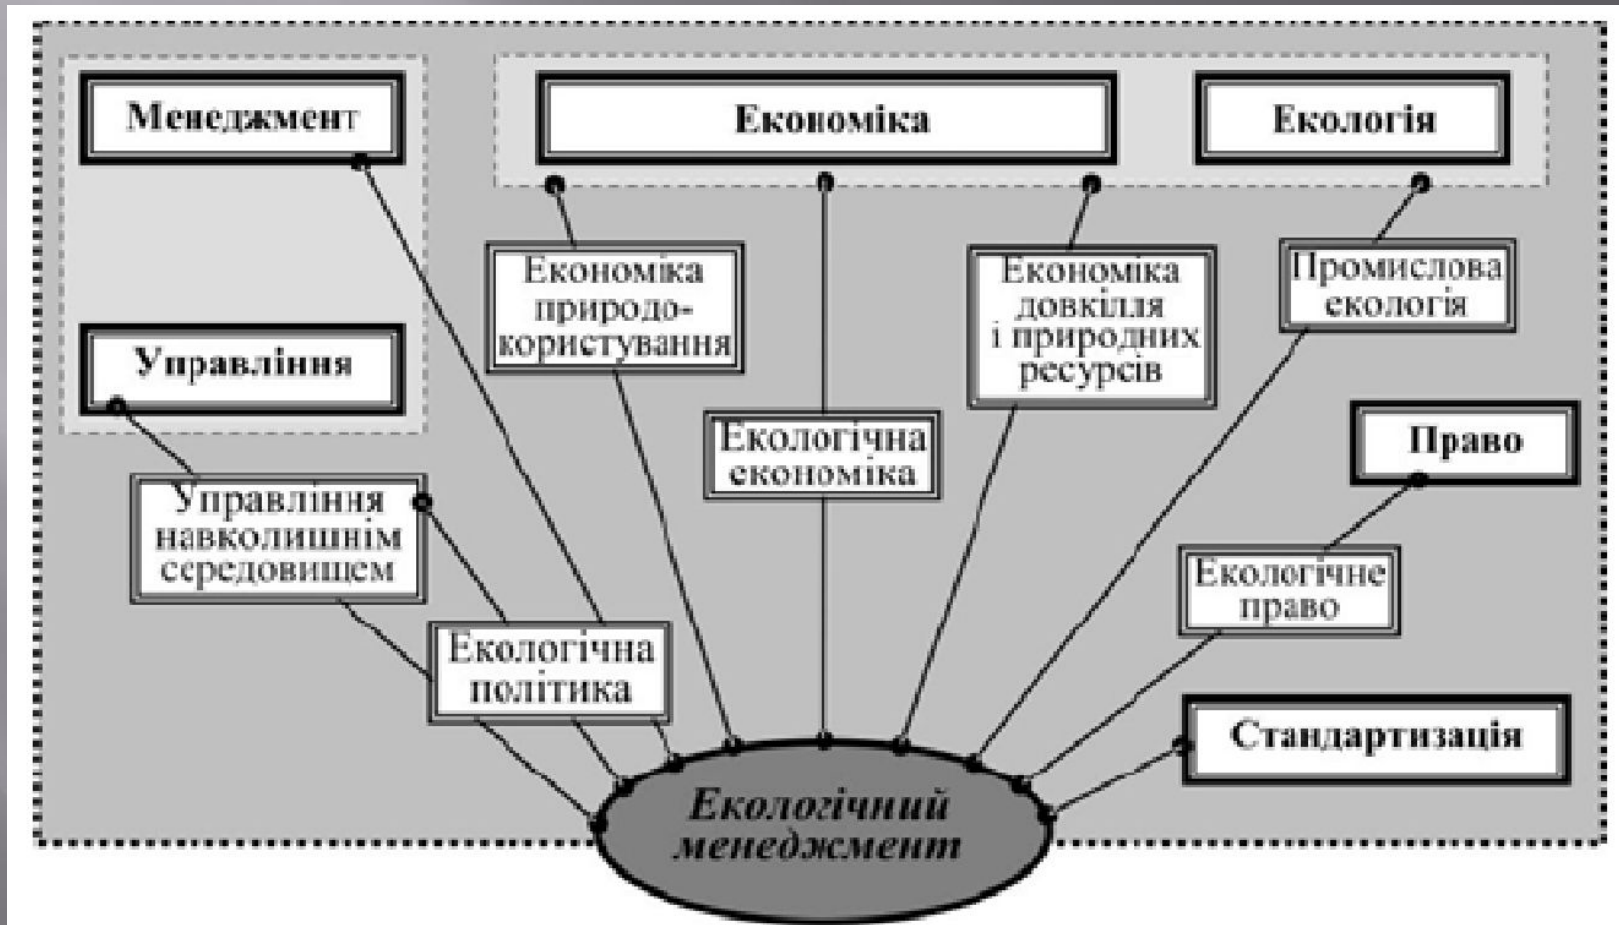 Менеджмент
Економіка
Екологія
Економіка
природо-
користування
Економіка
довкілля
і природних
ресурсів
Промислова
екологія
Управління
Екологічна
економіка
Право
Управління
навколишнім
середовищем
Екологічне
право
Екологічна
політика
Стандартизація
Екологічний
менеджмент